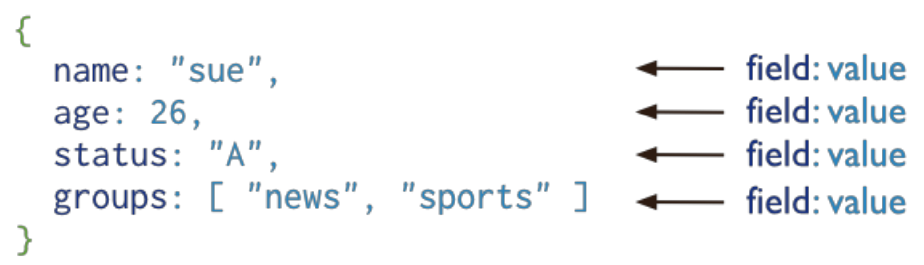 {
name: "sue", field: value
age: 26, field: value
status: "A", field: value
groups: [ "news", "sports" ] field: value
}